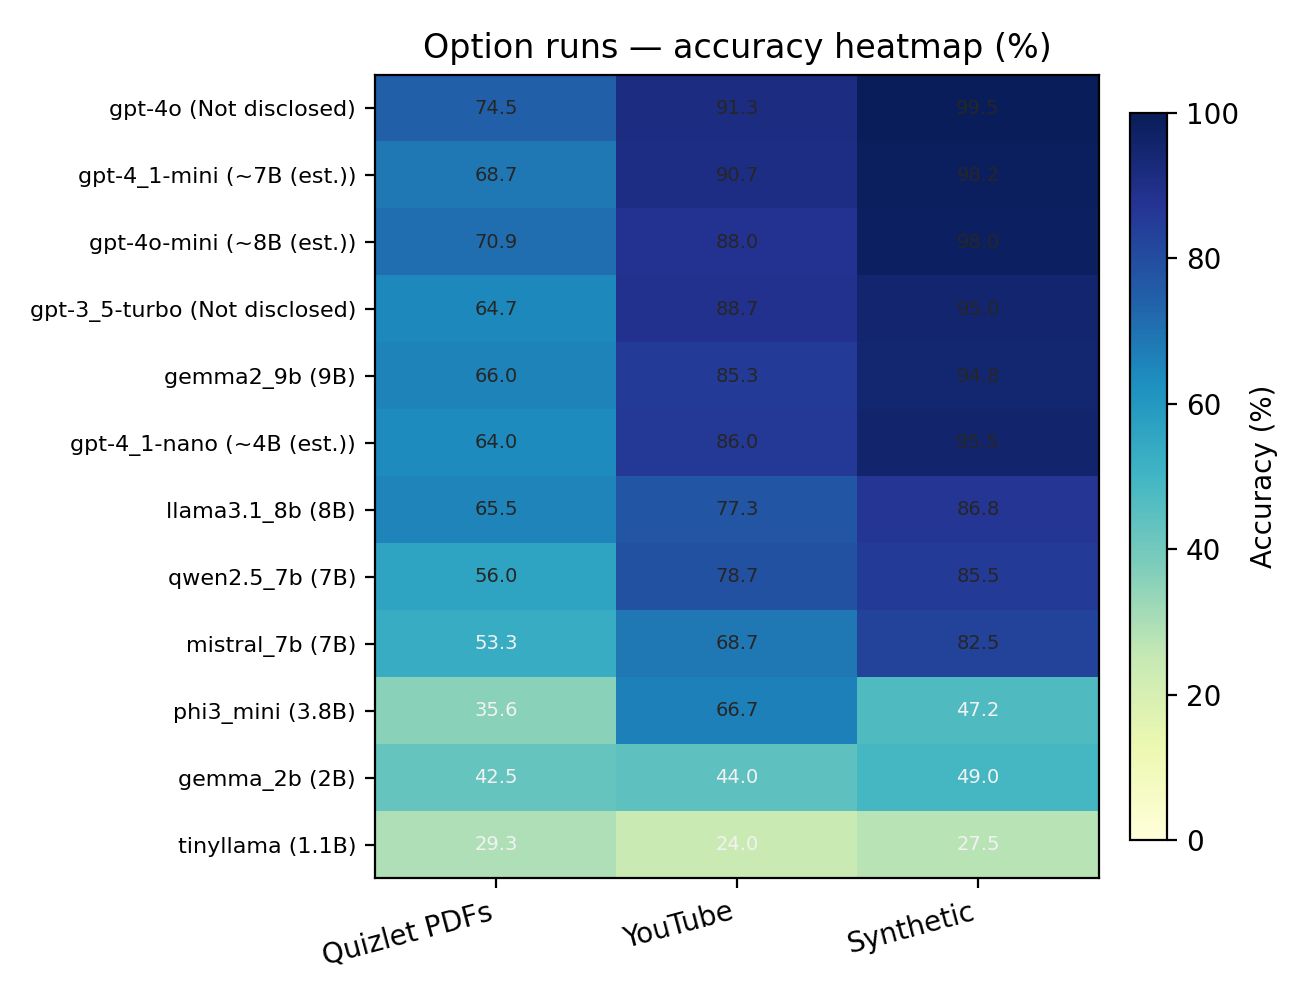 Option runs — accuracy heatmap (%)
gpt-4o (Not disclosed) 74.5 91.3 99.5
gpt-4_1-mini (~7B (est.)) 68.7 90.7 98.2
gpt-4o-mini (~8B (est.)) 70.9 88.0 98.0
gpt-3_5-turbo (Not disclosed) 64.7 88.7 95.0
gemma2_9b (9B) 66.0 85.3 94.8
gpt-4_1-nano (~4B (est.)) 64.0 86.0 95.5
llama3.1_8b (8B) 65.5 77.3 86.8
qwen2.5_7b (7B) 56.0 78.7 85.5
mistral_7b (7B) 53.3 68.7 82.5
phi3_mini (3.8B) 35.6 66.7 47.2
gemma_2b (2B) 42.5 44.0 49.0
tinyllama (1.1B) 29.3 24.0 27.5
Quizlet PDFs YouTube Synthetic
100
80
60
40
20
0
Accuracy (%)